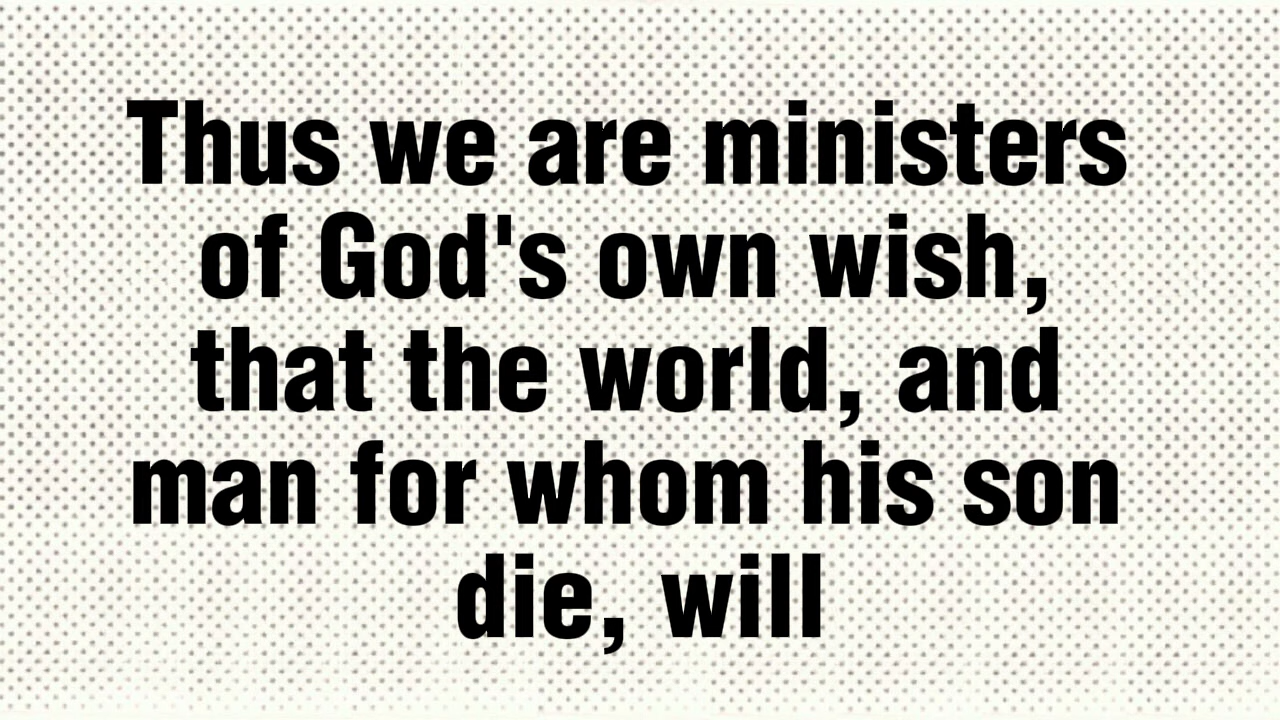 Thus we are ministers
of God's own wish,
that the world, and
man for whom his son
die, will